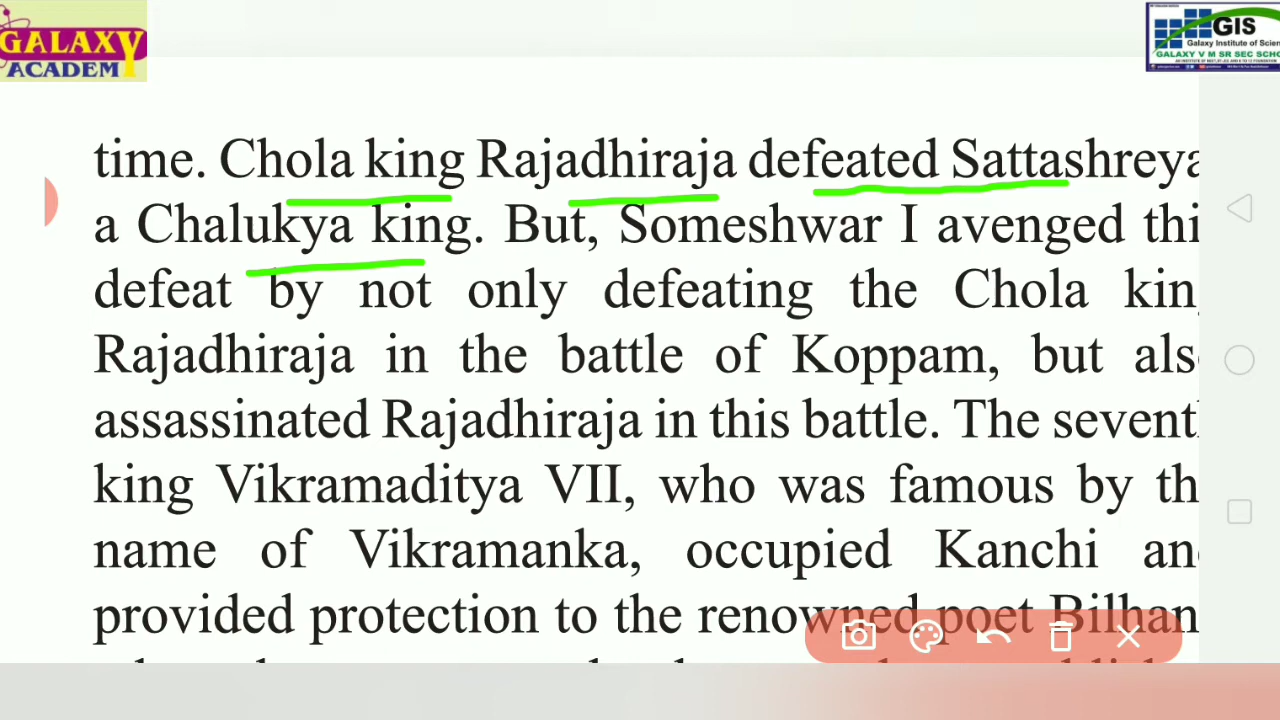 GALAXY
ACADEMY
GIS
Galaxy Institute of Scien
GALAXY V M SR SEC SCHO
time. Chola king Rajadhiraja defeated Sattashreya
a Chalukya king. But, Someshwar I avenged thi
defeat by not only defeating the Chola kin
Rajadhiraja in the battle of Koppam, but als
assassinated Rajadhiraja in this battle. The sevent
king Vikramaditya VII, who was famous by th
name of Vikramanka, occupied Kanchi an
provided protection to the renowned poet Bilhan